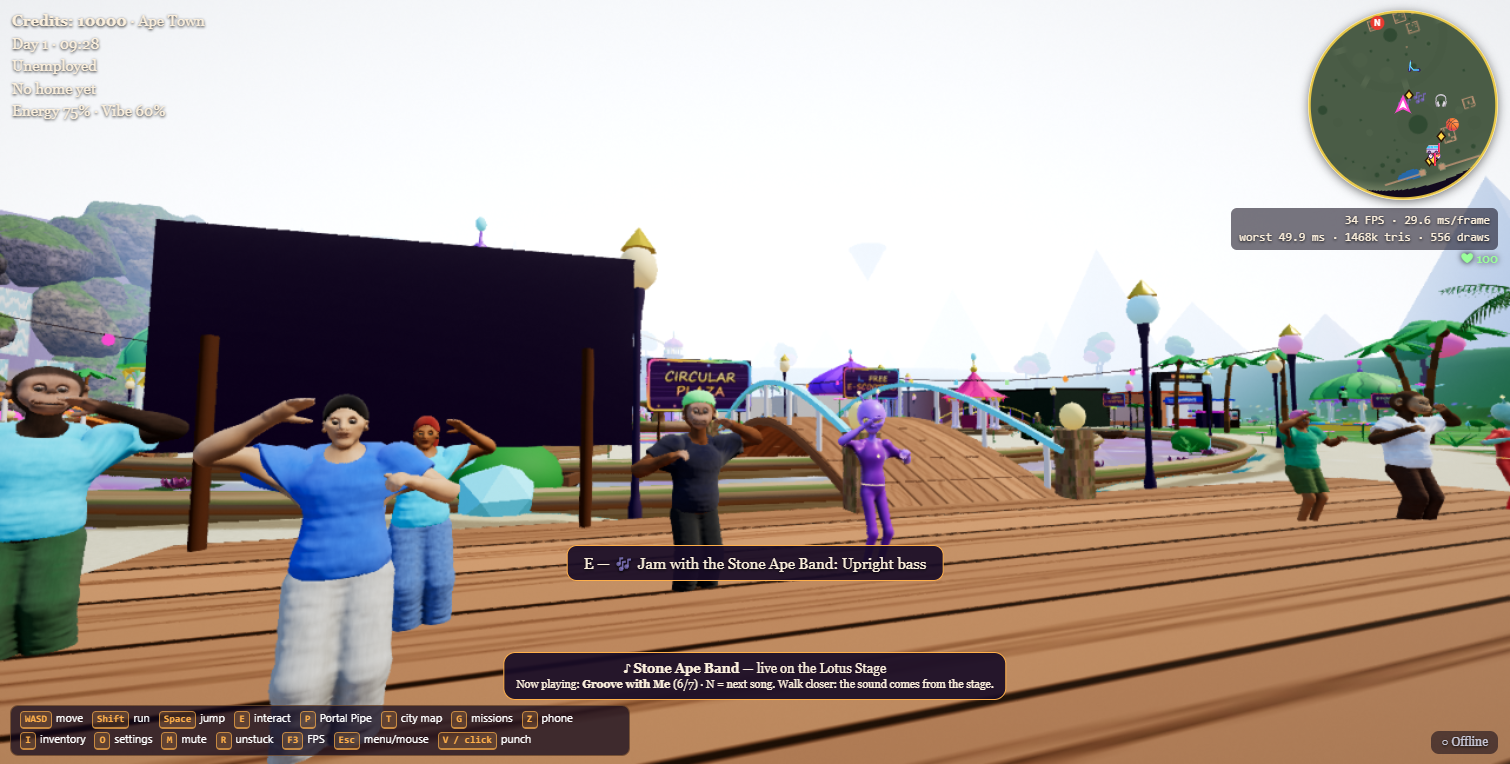 Credits: 10000 · Ape Town
Day 1 · 09:28
Unemployed
No home yet
Energy 75% · Vibe 60%
N
34 FPS · 29.6 ms/frame
worst 49.9 ms · 1468k tris · 556 draws
100
CIRCULAR
PLAZA
FREE
E — Jam with the Stone Ape Band: Upright bass
♪ Stone Ape Band — live on the Lotus Stage
Now playing: Groove with Me (6/7) · N = next song. Walk closer: the sound comes from the stage.
WASD move Shift run Space jump E interact P Portal Pipe T city map G missions Z phone
I inventory O settings M mute R unstuck F3 FPS Esc menu/mouse V / click punch
○ Offline